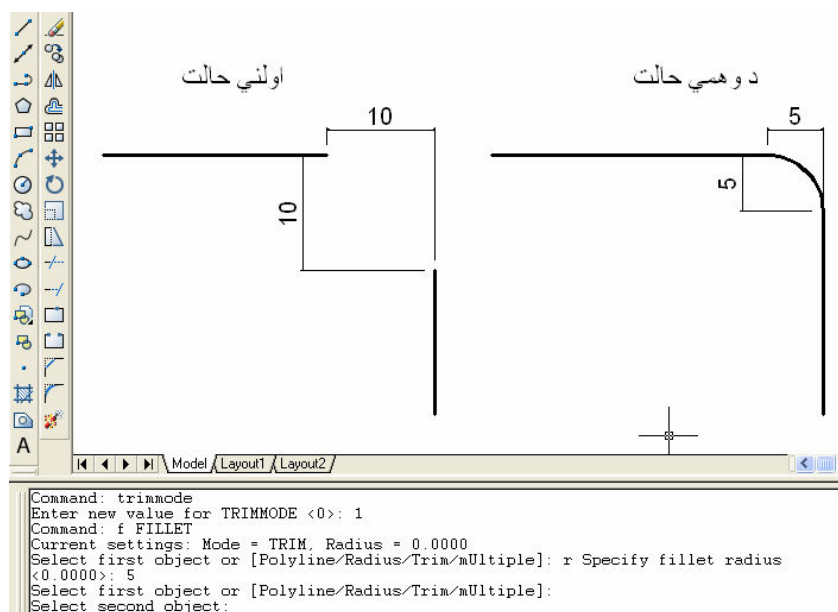 اولني حالت
دوهمي حالت
10
5
10
5
A
Model Layout1 Layout2
Command: trimmode
Enter new value for TRIMMODE <0>: 1
Command: f FILLET
Current settings: Mode = TRIM, Radius = 0.0000
Select first object or [Polyline/Radius/Trim/mUltiple]: r Specify fillet radius
<0.0000>: 5
Select first object or [Polyline/Radius/Trim/mUltiple]:
Select second object: